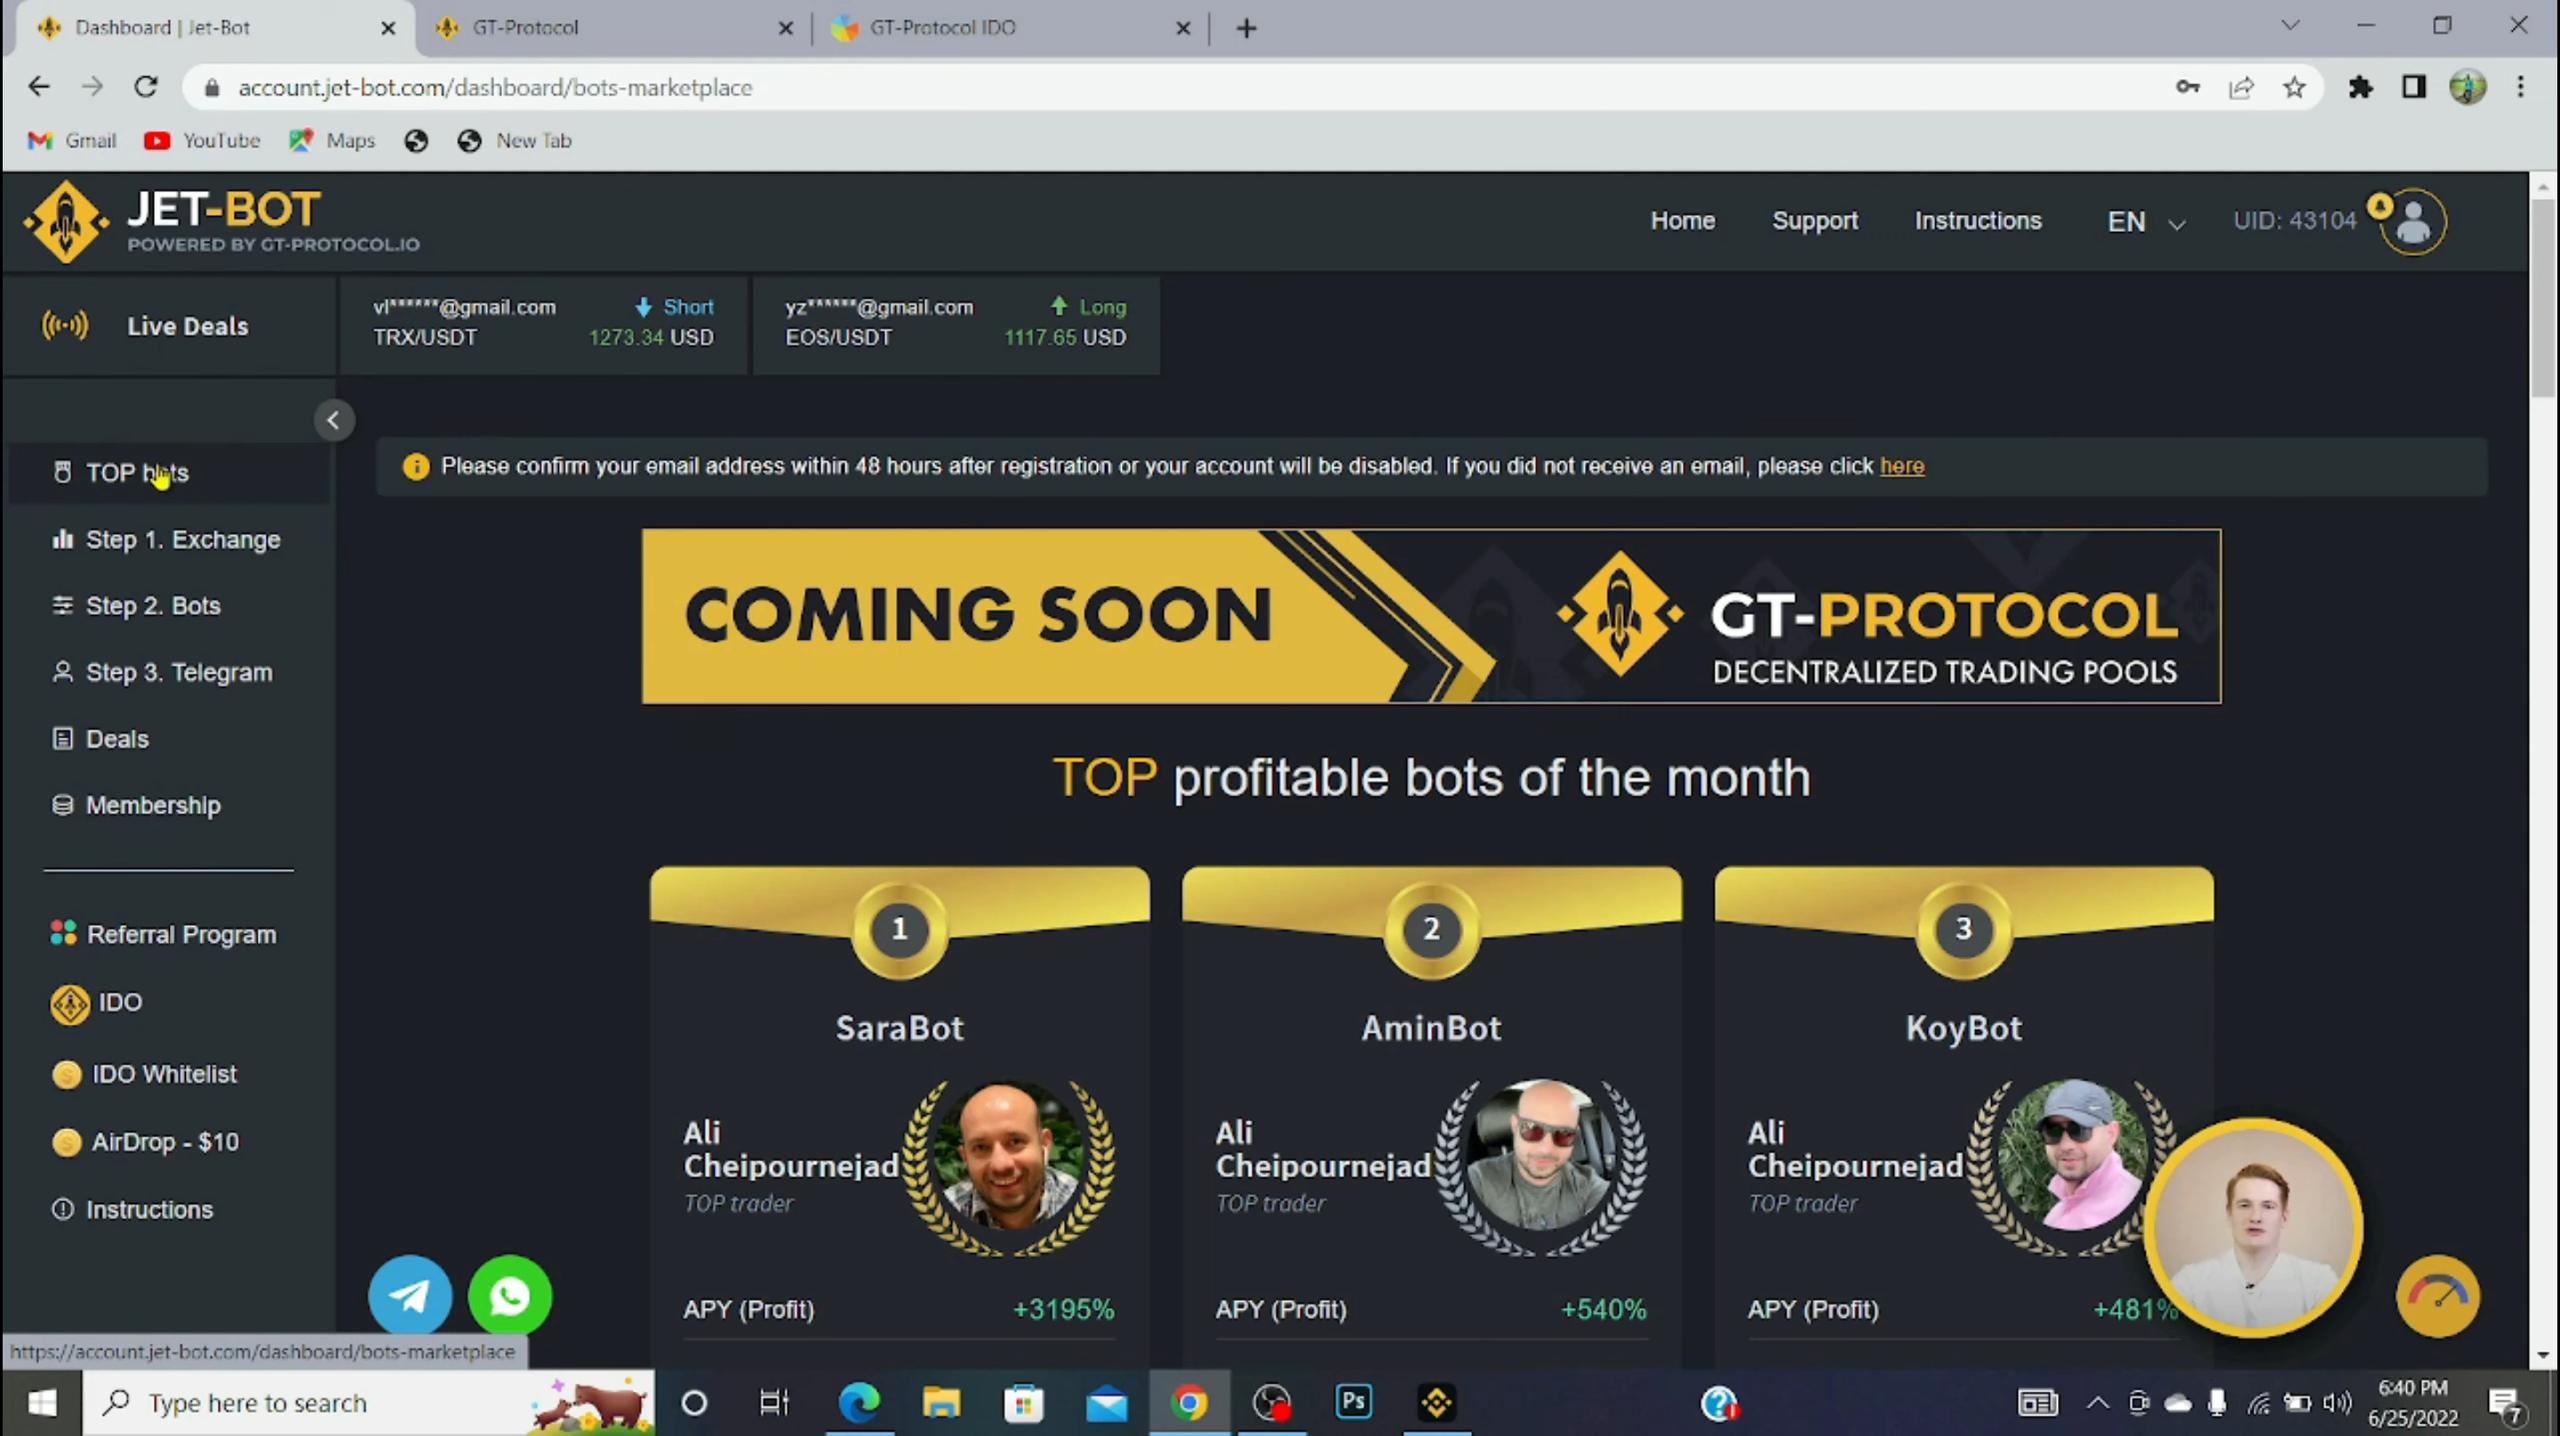 Dashboard | Jet-Bot
GT-Protocol
GT-Protocol IDO
account.jet-bot.com/dashboard/bots-marketplace
Gmail
YouTube
Maps
New Tab
JET-BOT
POWERED BY GT-PROTOCOL.IO
Home
Support
Instructions
EN
UID: 43104
Live Deals
vl******@gmail.com
Short
TRX/USDT
1273.34 USD
yz******@gmail.com
Long
EOS/USDT
1117.65 USD
TOP bots
Step 1. Exchange
Step 2. Bots
Step 3. Telegram
Deals
Membership
Referral Program
IDO
IDO Whitelist
AirDrop - $10
Instructions
Please confirm your email address within 48 hours after registration or your account will be disabled. If you did not receive an email, please click here
COMING SOON
GT-PROTOCOL
DECENTRALIZED TRADING POOLS
TOP profitable bots of the month
1
SaraBot
Ali
Cheipournejad
TOP trader
APY (Profit)
+3195%
2
AminBot
Ali
Cheipournejad
TOP trader
APY (Profit)
+540%
3
KoyBot
Ali
Cheipournejad
TOP trader
APY (Profit)
+481%
https://account.jet-bot.com/dashboard/bots-marketplace
Type here to search
Ps
6:40 PM
6/25/2022
7